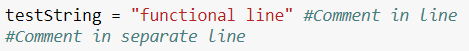 testString = "functional line" #Comment in line
#Comment in separate line